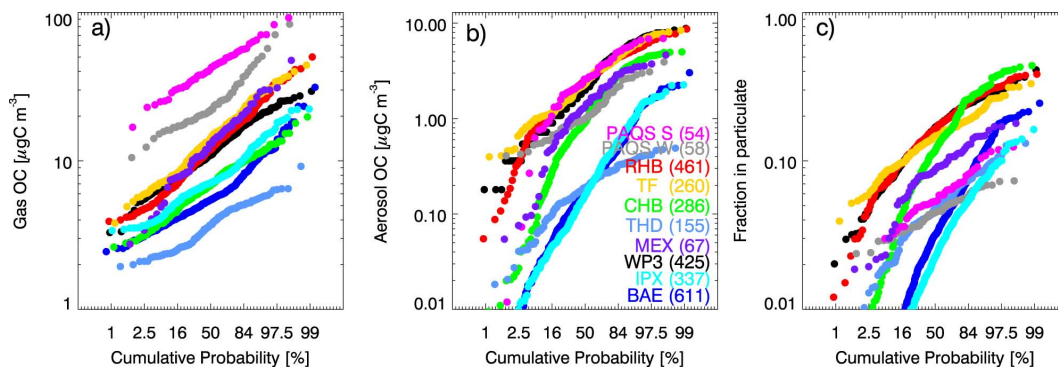 a)
100
10
1
Gas OC [µgC m⁻³]
1 2.5 16 50 84 97.5 99
Cumulative Probability [%]
b)
10.00
1.00
0.10
0.01
Aerosol OC [µgC m⁻³]
PAQS S (54)
PAQS W (58)
RHB (461)
TF (260)
CHB (286)
THD (155)
MEX (67)
WP3 (425)
IPX (337)
BAE (611)
1 2.5 16 50 84 97.5 99
Cumulative Probability [%]
c)
0.10
0.01
Fraction in particulate
1 2.5 16 50 84 97.5 99
Cumulative Probability [%]